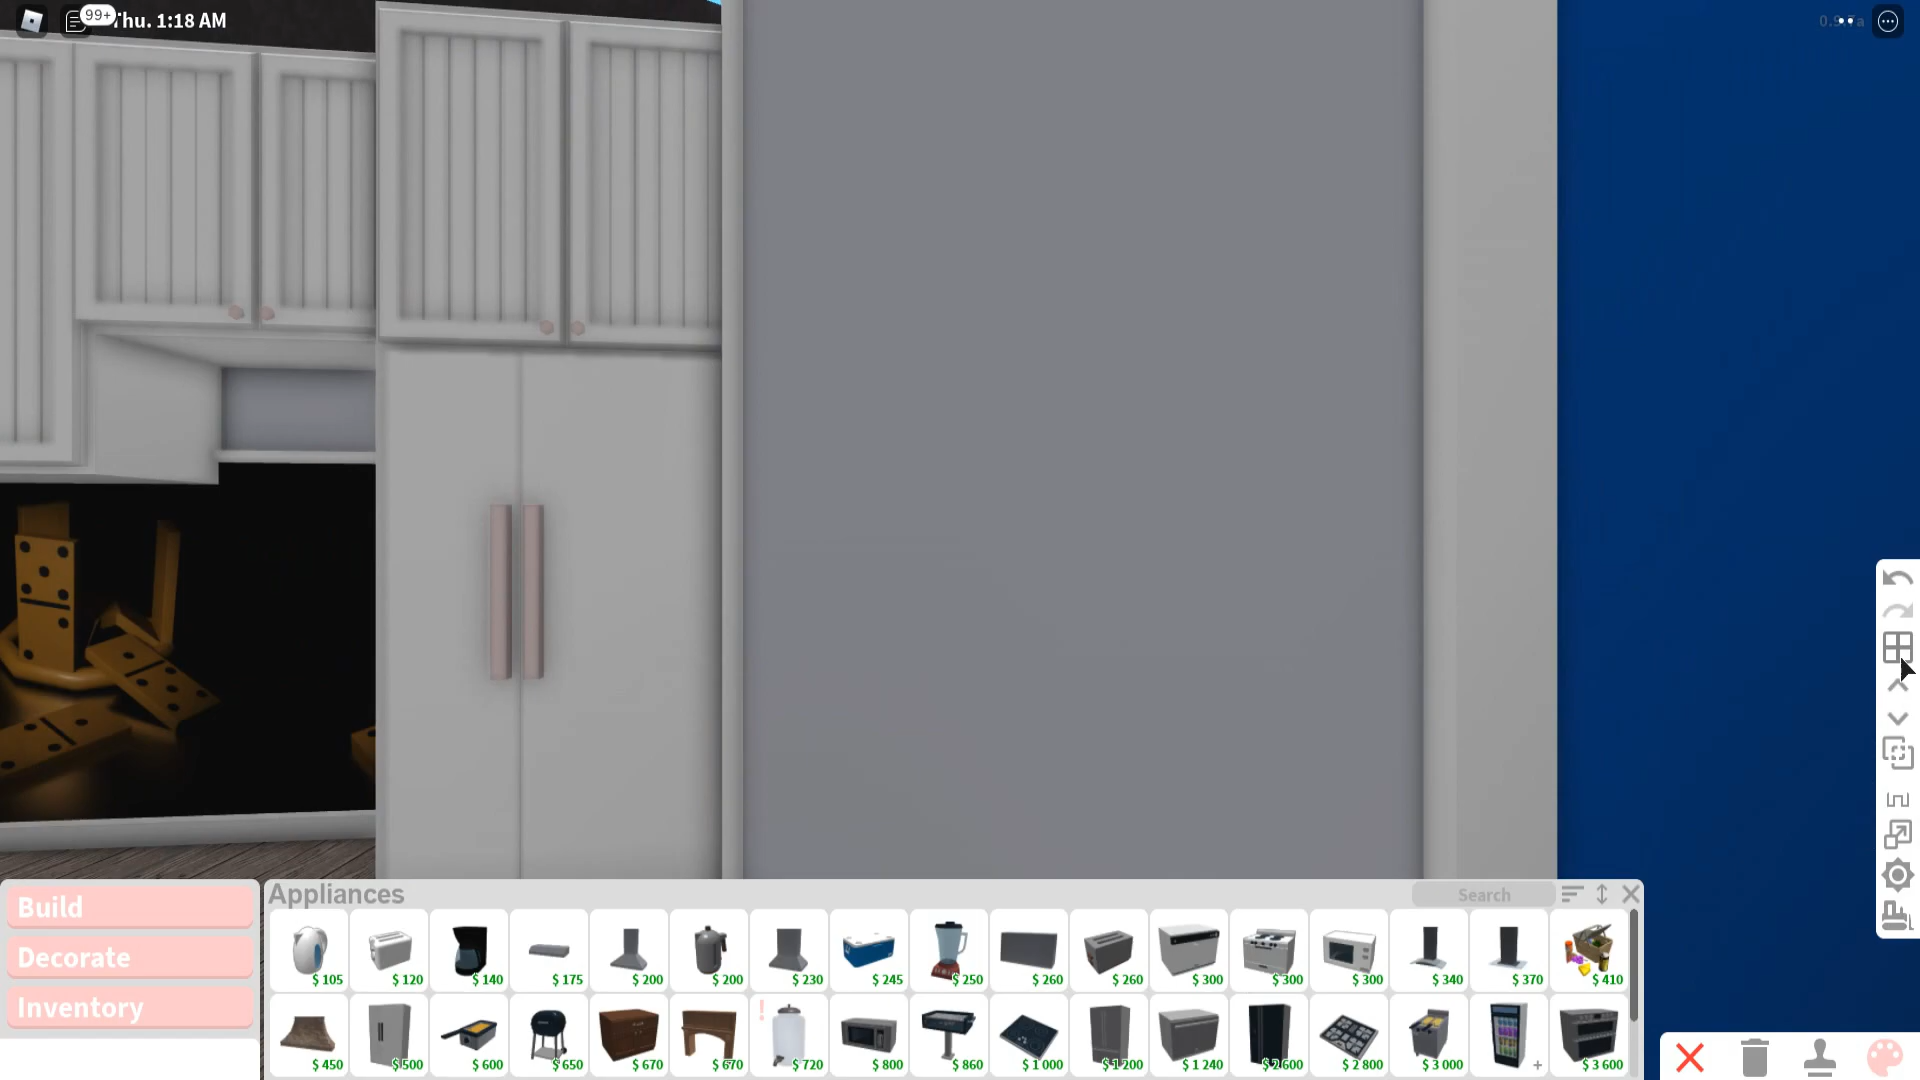 99+
Thu. 1:18 AM
Build
Decorate
Inventory
Appliances
Search
$ 105
$ 120
$ 140
$ 175
$ 200
$ 200
$ 230
$ 245
$ 250
$ 260
$ 260
$ 300
$ 300
$ 300
$ 340
$ 370
$ 410
$ 450
$ 500
$ 600
$ 650
$ 670
$ 670
$ 720
$ 800
$ 860
$ 1 000
$ 1 200
$ 1 240
$ 2 600
$ 2 800
$ 3 000
+
$ 3 600